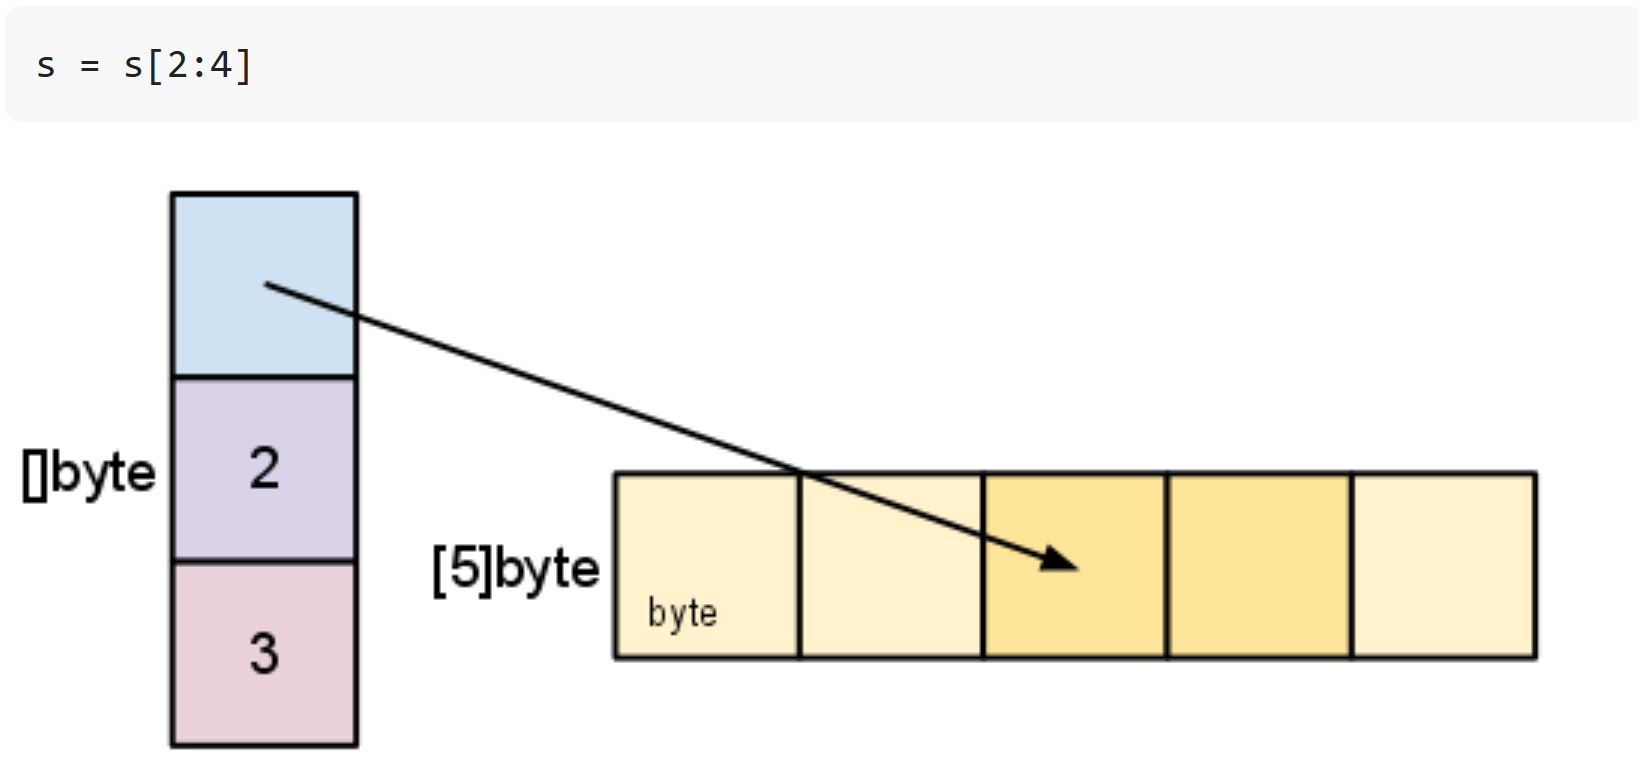 s = s[2:4]
[]byte
2
3
[5]byte
byte